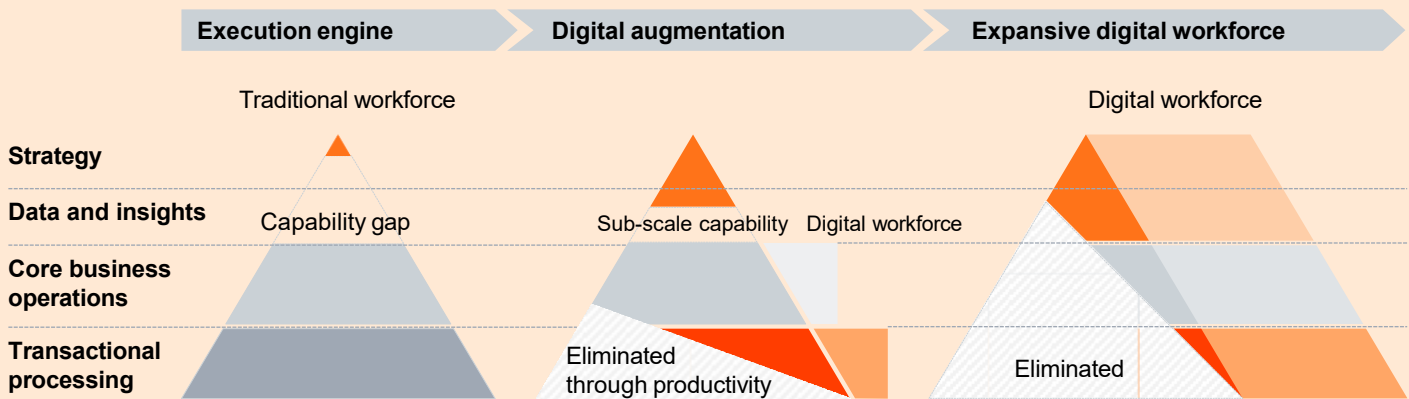 Execution engine
Digital augmentation
Expansive digital workforce
Traditional workforce
Digital workforce
Strategy
Data and insights
Capability gap
Sub-scale capability
Digital workforce
Core business
operations
Transactional
processing
Eliminated
through productivity
Eliminated